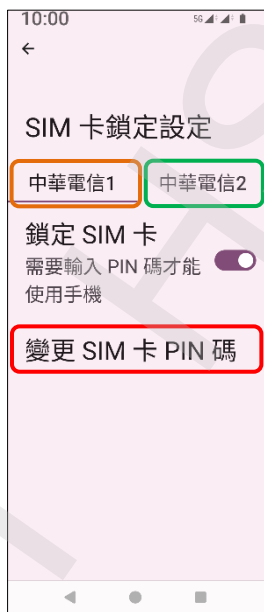 10:00 5G
SIM 卡鎖定設定
中華電信1 中華電信2
鎖定 SIM 卡
需要輸入 PIN 碼才能
使用手機
變更 SIM 卡 PIN 碼